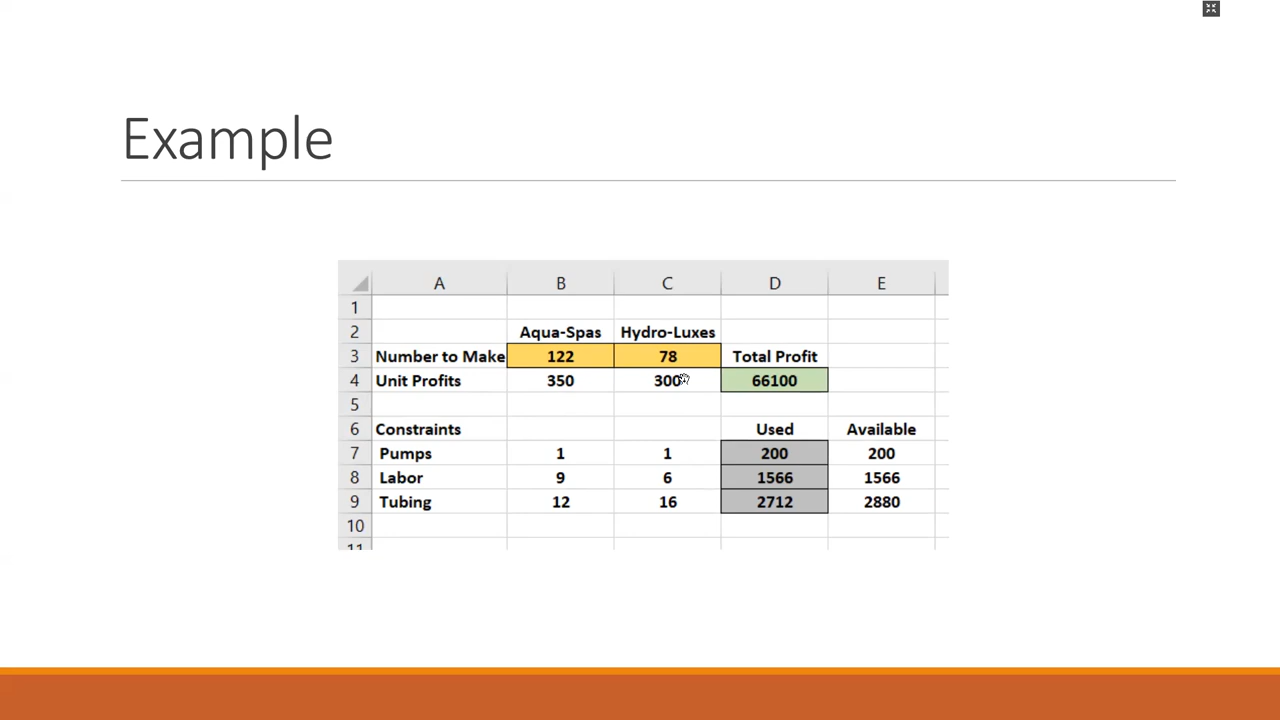 Example
A B C D E
1
2 Aqua-Spas Hydro-Luxes
3 Number to Make 122 78 Total Profit
4 Unit Profits 350 300 66100
5
6 Constraints Used Available
7 Pumps 1 1 200 200
8 Labor 9 6 1566 1566
9 Tubing 12 16 2712 2880
10
11